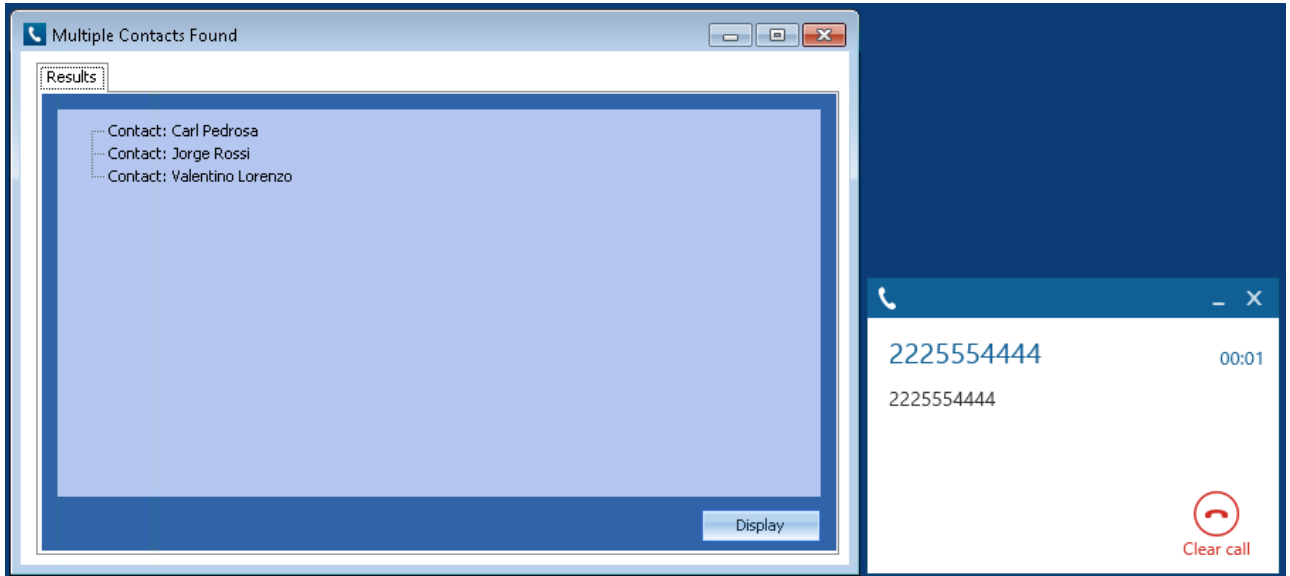 Multiple Contacts Found
Results
Contact: Carl Pedrosa
Contact: Jorge Rossi
Contact: Valentino Lorenzo
Display
2225554444
00:01
2225554444
Clear call